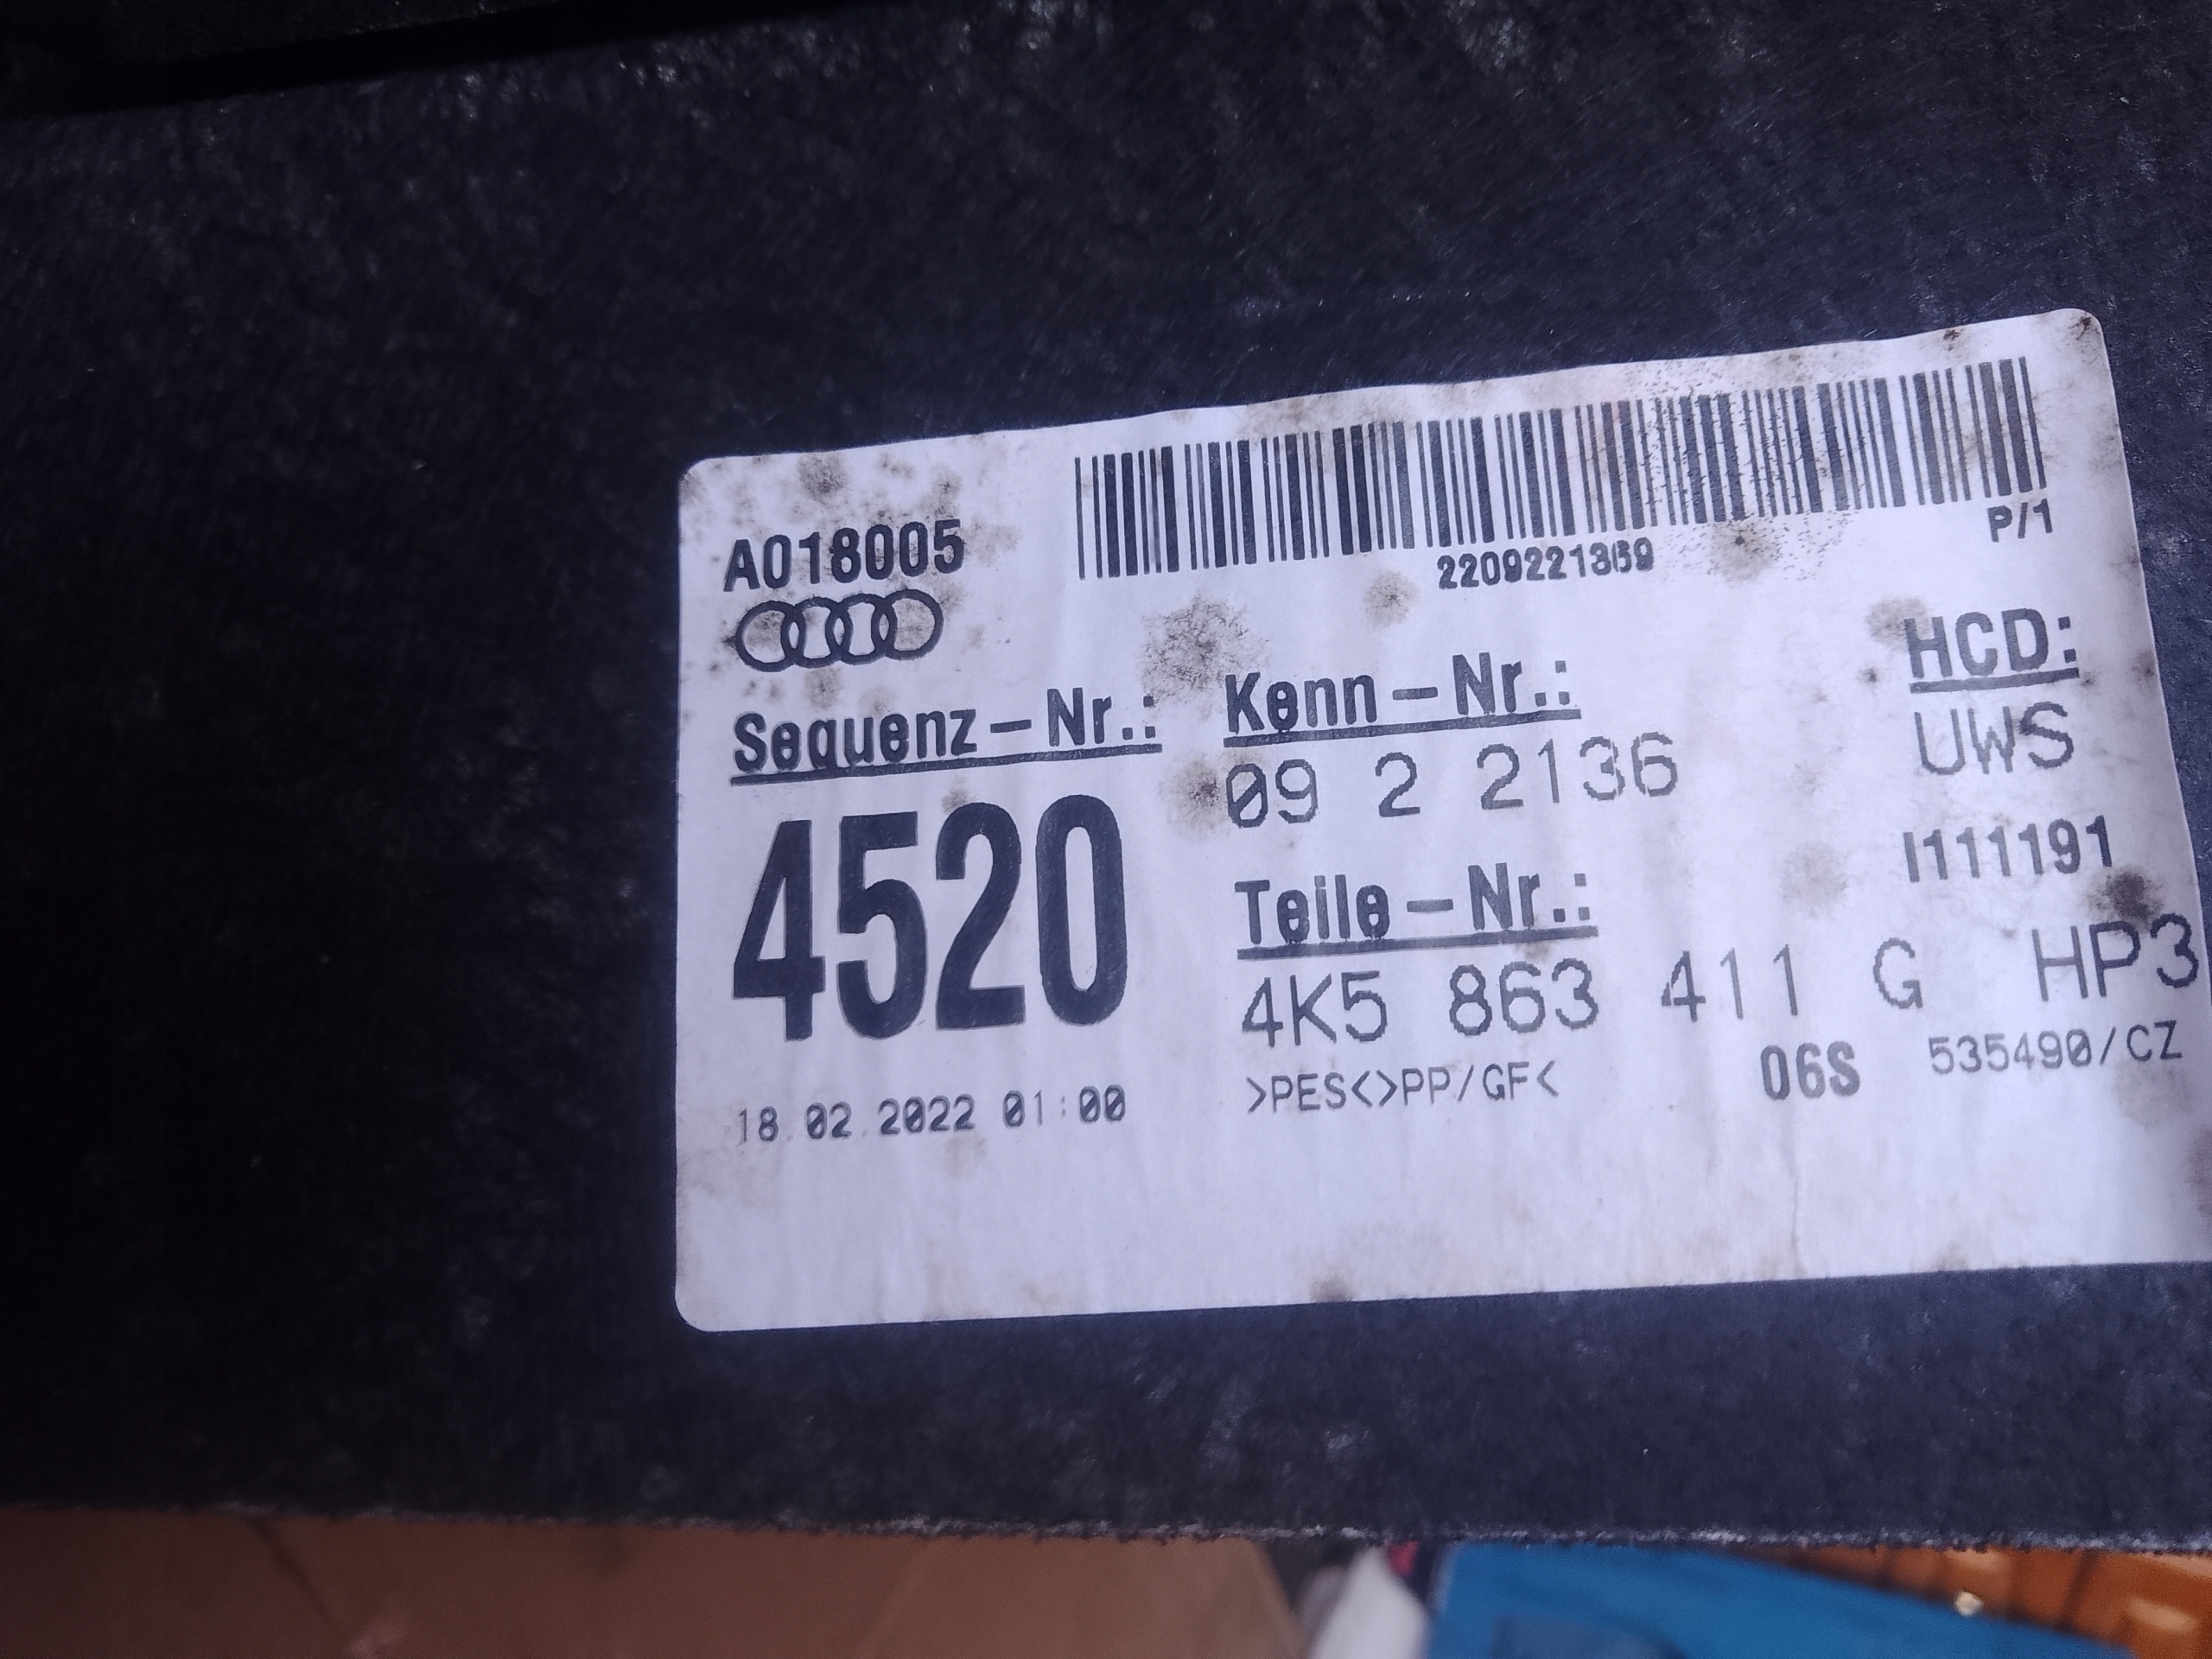 A018005
2209221369
P/1
Sequenz-Nr.: Kenn-Nr.: HCD:
4520 09 2 2136 UWS
I111191
Teile-Nr.:
4K5 863 411 G HP3
>PES<>PP/GF< 06S 535490/CZ
18.02.2022 01:00